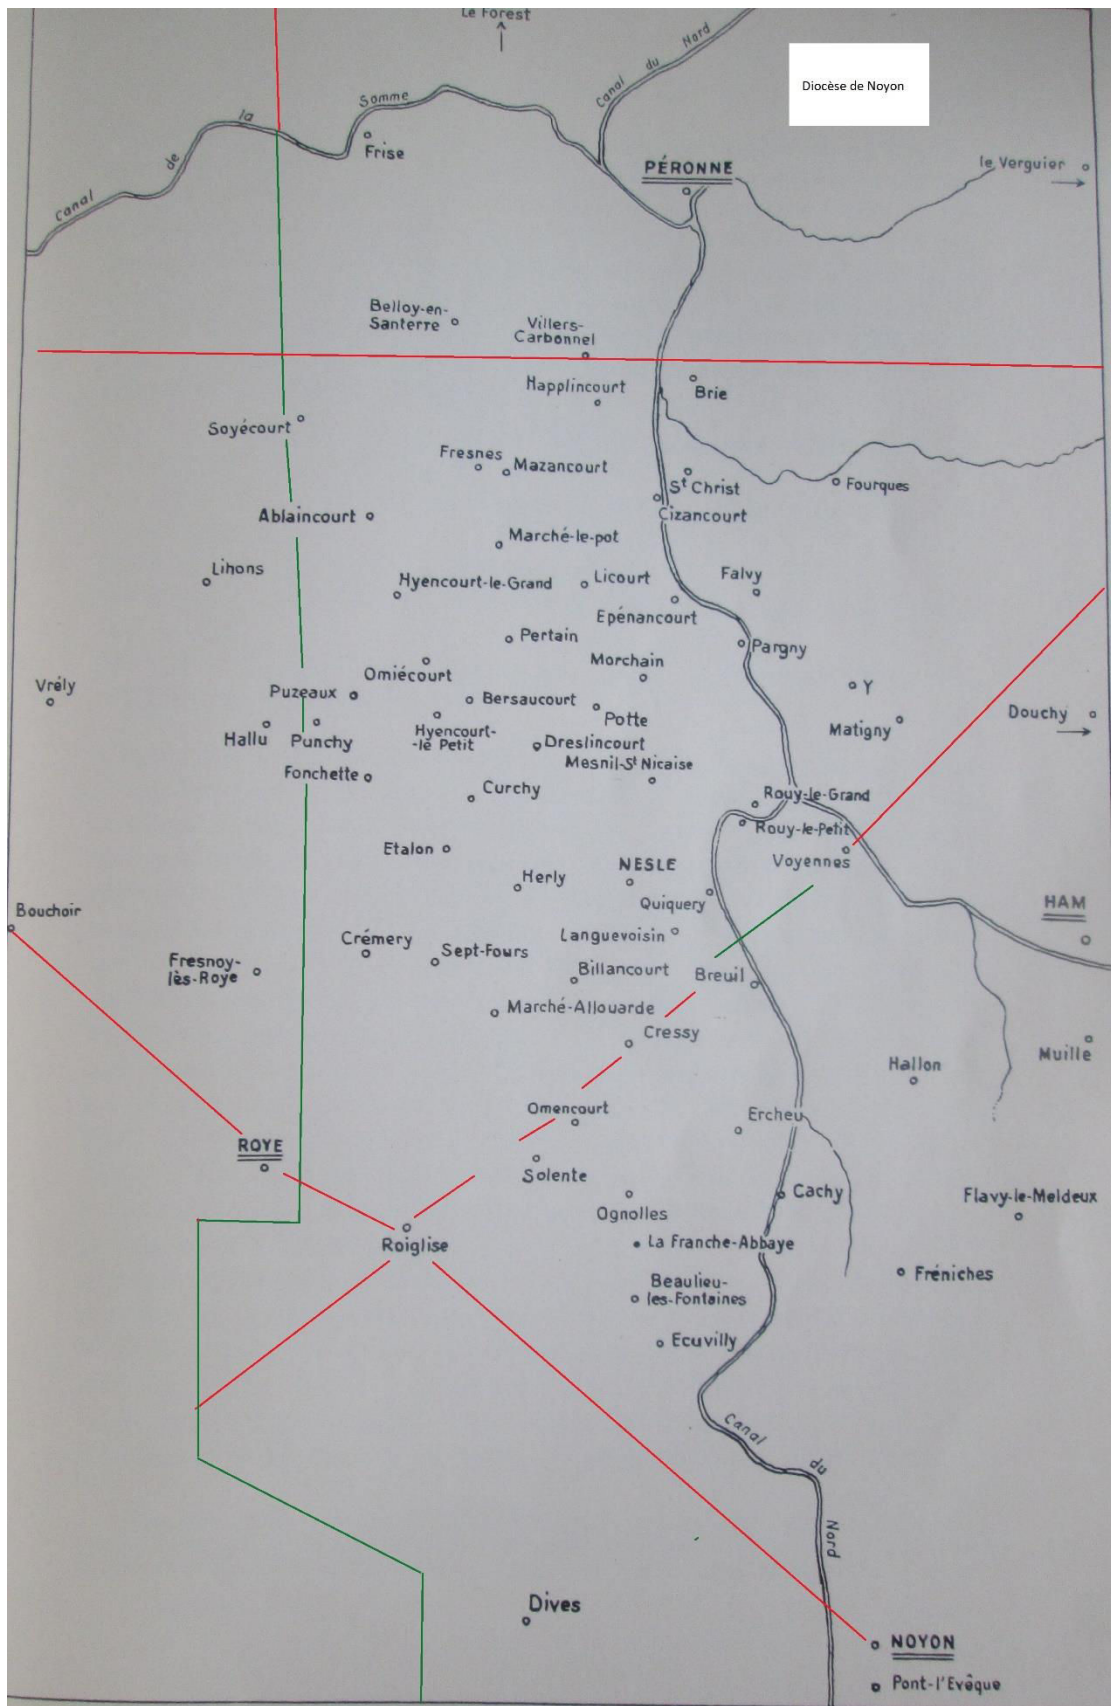 Le Forest
Canal du Nord
Diocèse de Noyon
Canal de la Somme
Frise
PÉRONNE
le Verguier
Belloy-en-
Santerre
Villers-
Carbonnel
Happlincourt
Brie
Soyécourt
Fresnes
Mazancourt
St Christ
Fourques
Ablaincourt
Cizancourt
Marché-le-pot
Lihons
Hyencourt-le-Grand
Licourt
Falvy
Epénancourt
Pertain
Pargny
Morchain
Omiécourt
Vrély
Puzeaux
Bersaucourt
Y
Potte
Douchy
Matigny
Hallu
Punchy
Hyencourt-
-le Petit
Dreslincourt
Mesnil-St Nicaise
Fonchette
Curchy
Rouy-le-Grand
Rouy-le-Petit
Etalon
Voyennes
NESLE
Herly
Quiquery
HAM
Bouchoir
Crémery
Sept-Fours
Languevoisin
Fresnoy-
lès-Roye
Billancourt
Breuil
Marché-Allouarde
Cressy
Muille
Hallon
Omencourt
Ercheu
ROYE
Solente
Cachy
Flavy-le-Meldeux
Ognolles
Roiglise
La Franche-Abbaye
Fréniches
Beaulieu-
les-Fontaines
Ecuvilly
Canal du Nord
Dives
NOYON
Pont-l'Evêque